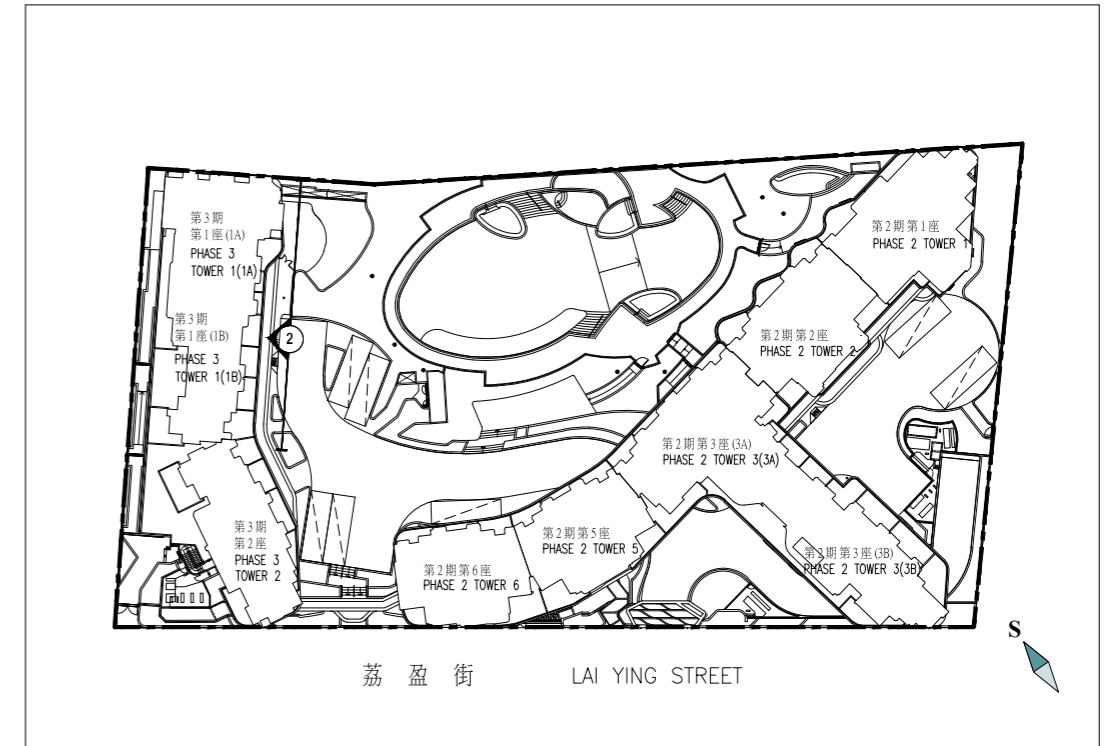 第3期
第1座(1A)
PHASE 3
TOWER 1(1A)
第3期
第1座(1B)
PHASE 3
TOWER 1(1B)
2
第2期第1座
PHASE 2 TOWER 1
第2期第2座
PHASE 2 TOWER 2
第2期第3座(3A)
PHASE 2 TOWER 3(3A)
第3期
第2座
PHASE 3
TOWER 2
第2期第5座
PHASE 2 TOWER 5
第2期第6座
PHASE 2 TOWER 6
第2期第3座(3B)
PHASE 2 TOWER 3(3B)
S
荔盈街 LAI YING STREET